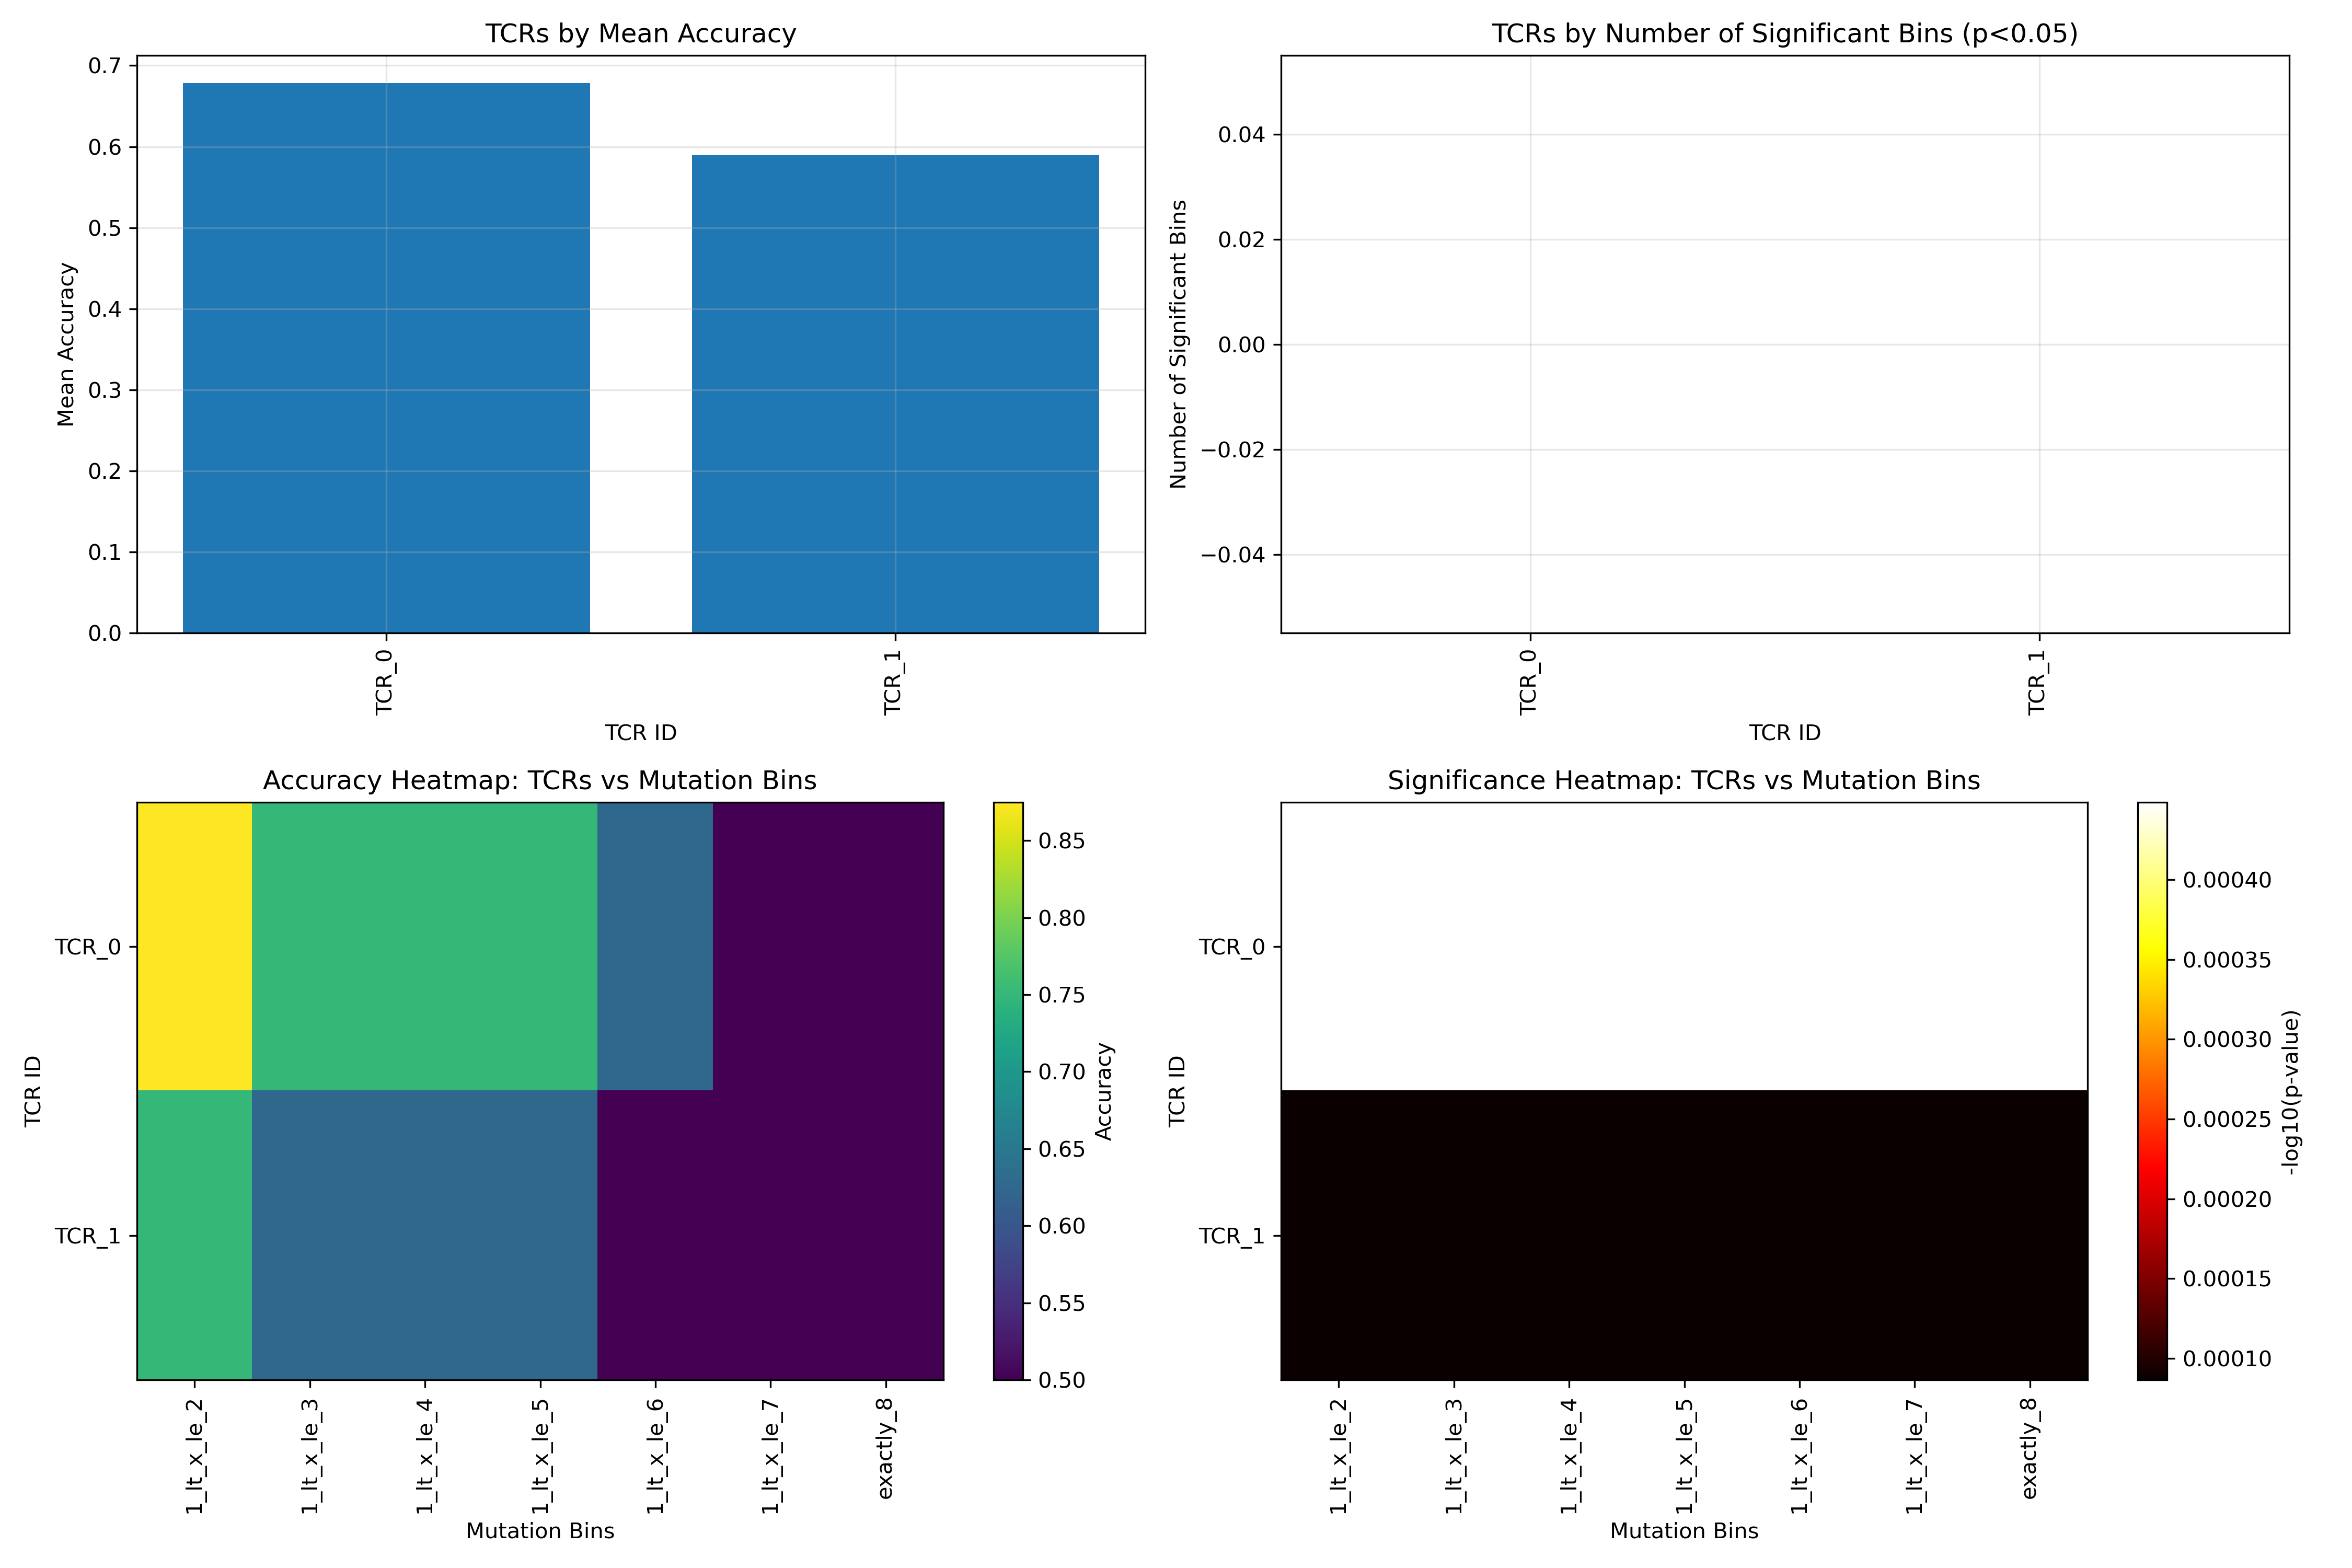 TCRs by Mean Accuracy
Mean Accuracy
0.7
0.6
0.5
0.4
0.3
0.2
0.1
0.0
TCR_0
TCR_1
TCR ID
TCRs by Number of Significant Bins (p<0.05)
Number of Significant Bins
0.04
0.02
0.00
−0.02
−0.04
TCR_0
TCR_1
TCR ID
Accuracy Heatmap: TCRs vs Mutation Bins
TCR ID
TCR_0
TCR_1
1_lt_x_le_2
1_lt_x_le_3
1_lt_x_le_4
1_lt_x_le_5
1_lt_x_le_6
1_lt_x_le_7
exactly_8
Mutation Bins
0.85
0.80
0.75
0.70
0.65
0.60
0.55
0.50
Accuracy
Significance Heatmap: TCRs vs Mutation Bins
TCR ID
TCR_0
TCR_1
1_lt_x_le_2
1_lt_x_le_3
1_lt_x_le_4
1_lt_x_le_5
1_lt_x_le_6
1_lt_x_le_7
exactly_8
Mutation Bins
0.00040
0.00035
0.00030
0.00025
0.00020
0.00015
0.00010
-log10(p-value)